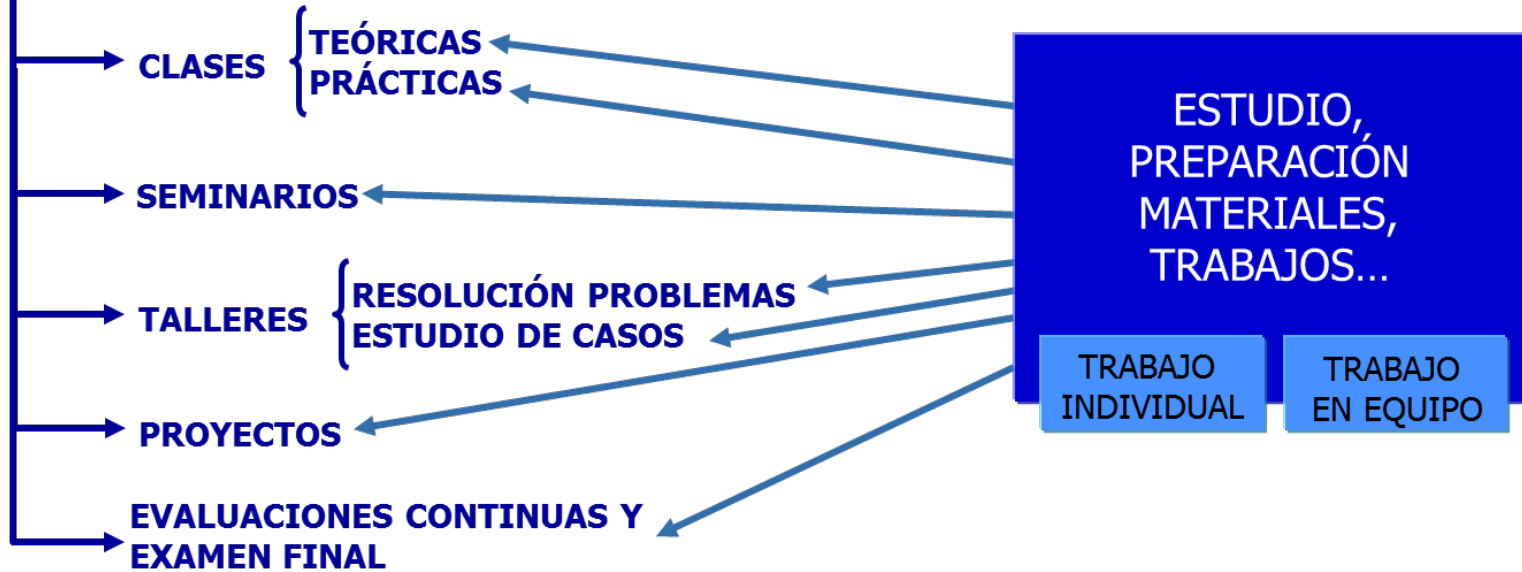 CLASES
TEÓRICAS
PRÁCTICAS
SEMINARIOS
TALLERES
RESOLUCIÓN PROBLEMAS
ESTUDIO DE CASOS
PROYECTOS
EVALUACIONES CONTINUAS Y
EXAMEN FINAL
ESTUDIO,
PREPARACIÓN
MATERIALES,
TRABAJOS...
TRABAJO
INDIVIDUAL
TRABAJO
EN EQUIPO